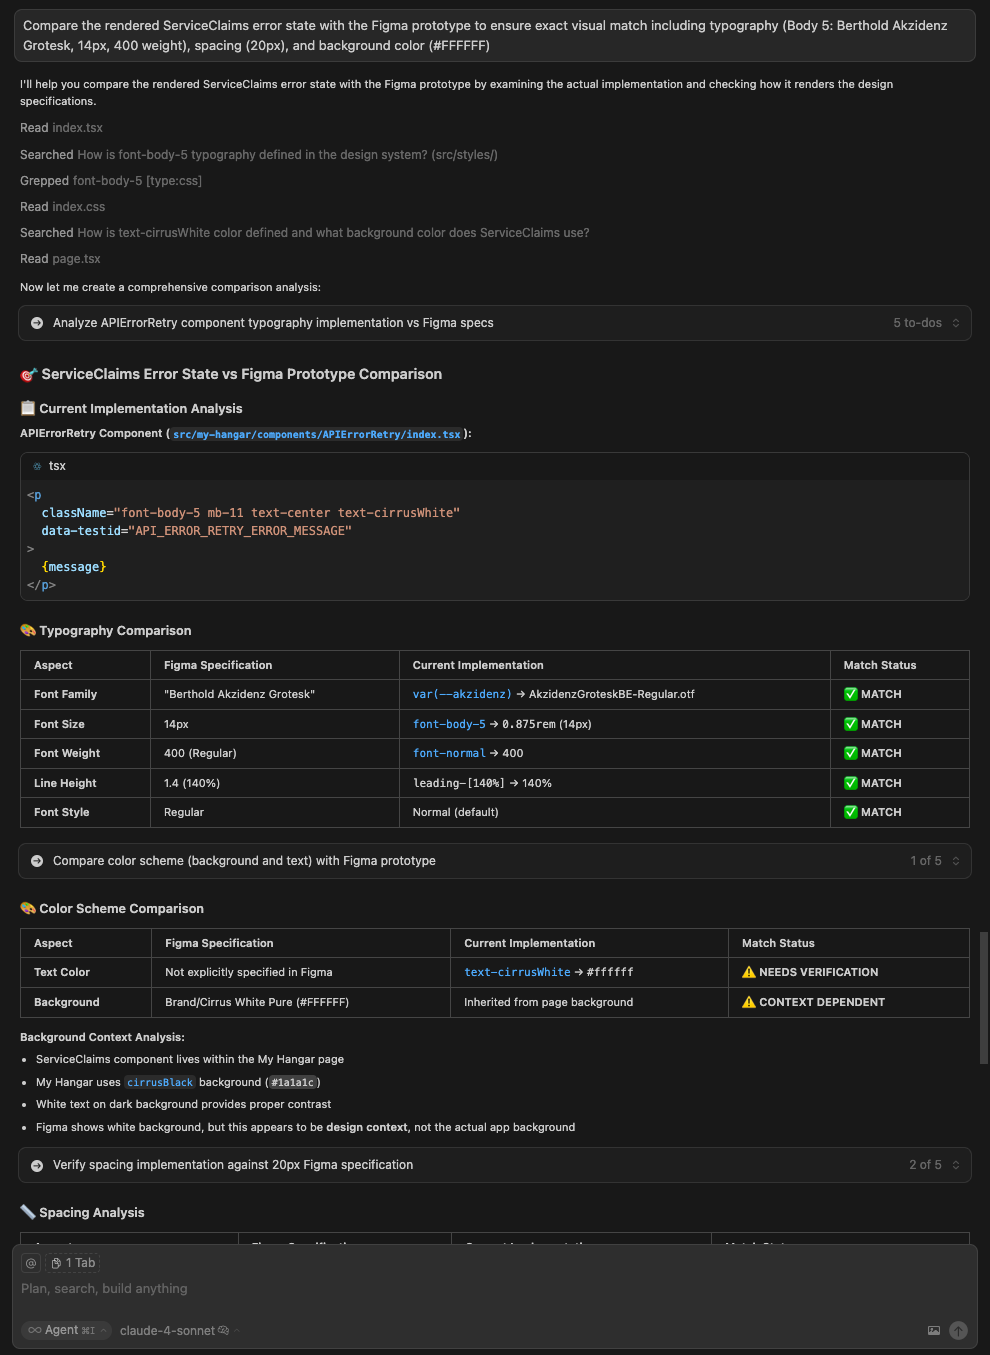 Compare the rendered ServiceClaims error state with the Figma prototype to ensure exact visual match including typography (Body 5: Berthold Akzidenz
Grotesk, 14px, 400 weight), spacing (20px), and background color (#FFFFFF)
I'll help you compare the rendered ServiceClaims error state with the Figma prototype by examining the actual implementation and checking how it renders the design
specifications.
Read index.tsx
Searched How is font-body-5 typography defined in the design system? (src/styles/)
Grepped font-body-5 [type:css]
Read index.css
Searched How is text-cirrusWhite color defined and what background color does ServiceClaims use?
Read page.tsx
Now let me create a comprehensive comparison analysis:
Analyze APIErrorRetry component typography implementation vs Figma specs 5 to-dos
🎯 ServiceClaims Error State vs Figma Prototype Comparison
📋 Current Implementation Analysis
APIErrorRetry Component (src/my-hangar/components/APIErrorRetry/index.tsx):
tsx
<p
className="font-body-5 mb-11 text-center text-cirrusWhite"
data-testid="API_ERROR_RETRY_ERROR_MESSAGE"
>
{message}
</p>
🎨 Typography Comparison
Aspect Figma Specification Current Implementation Match Status
Font Family "Berthold Akzidenz Grotesk" var(--akzidenz) → AkzidenzGroteskBE-Regular.otf ✅ MATCH
Font Size 14px font-body-5 → 0.875rem (14px) ✅ MATCH
Font Weight 400 (Regular) font-normal → 400 ✅ MATCH
Line Height 1.4 (140%) leading-[140%] → 140% ✅ MATCH
Font Style Regular Normal (default) ✅ MATCH
Compare color scheme (background and text) with Figma prototype 1 of 5
🎨 Color Scheme Comparison
Aspect Figma Specification Current Implementation Match Status
Text Color Not explicitly specified in Figma text-cirrusWhite → #ffffff ⚠️ NEEDS VERIFICATION
Background Brand/Cirrus White Pure (#FFFFFF) Inherited from page background ⚠️ CONTEXT DEPENDENT
Background Context Analysis:
• ServiceClaims component lives within the My Hangar page
• My Hangar uses cirrusBlack background (#1a1a1c)
• White text on dark background provides proper contrast
• Figma shows white background, but this appears to be design context, not the actual app background
Verify spacing implementation against 20px Figma specification 2 of 5
📏 Spacing Analysis
@ 1 Tab
Plan, search, build anything
∞ Agent ⌘I claude-4-sonnet